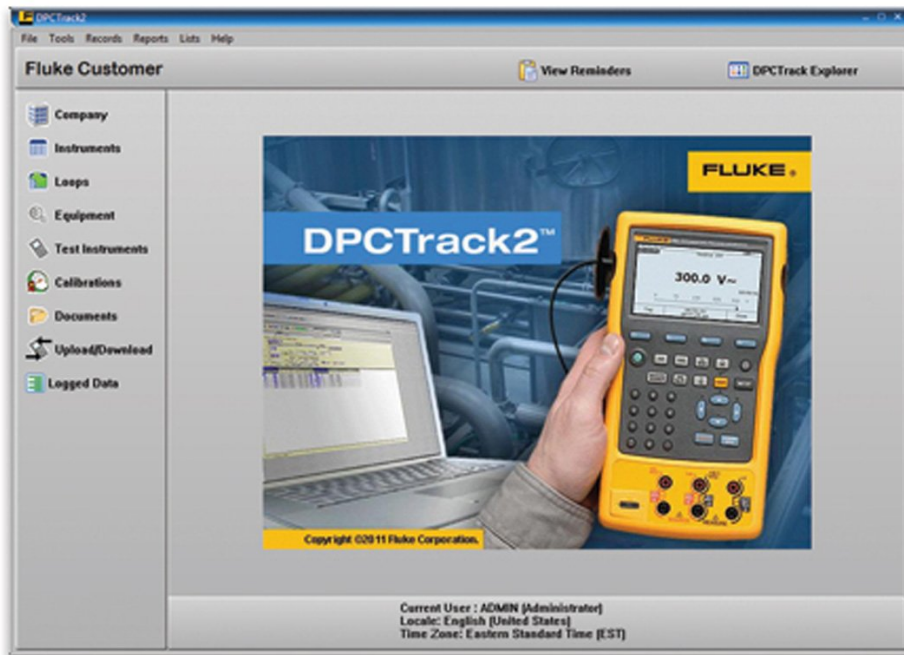 DPCTrack2
File Tools Records Reports Lists Help
Fluke Customer
View Reminders
DPCTrack Explorer
Company
Instruments
Loops
Equipment
Test Instruments
Calibrations
Documents
Upload/Download
Logged Data
FLUKE ®
DPCTrack2™
FLUKE
300.0 V~
Copyright ©2011 Fluke Corporation.
Current User : ADMIN (Administrator)
Locale: English (United States)
Time Zone: Eastern Standard Time (EST)